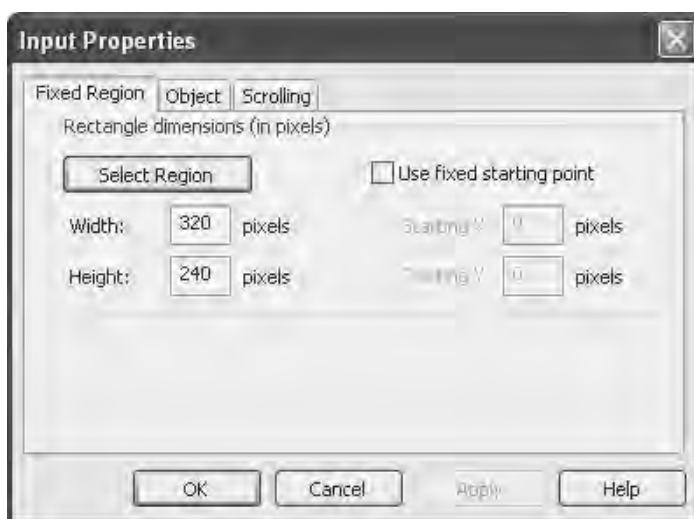 Input Properties
Fixed Region Object Scrolling
Rectangle dimensions (in pixels)
Select Region
Use fixed starting point
Width: 320 pixels
pixels
Height: 240 pixels
pixels
OK Cancel Apply Help